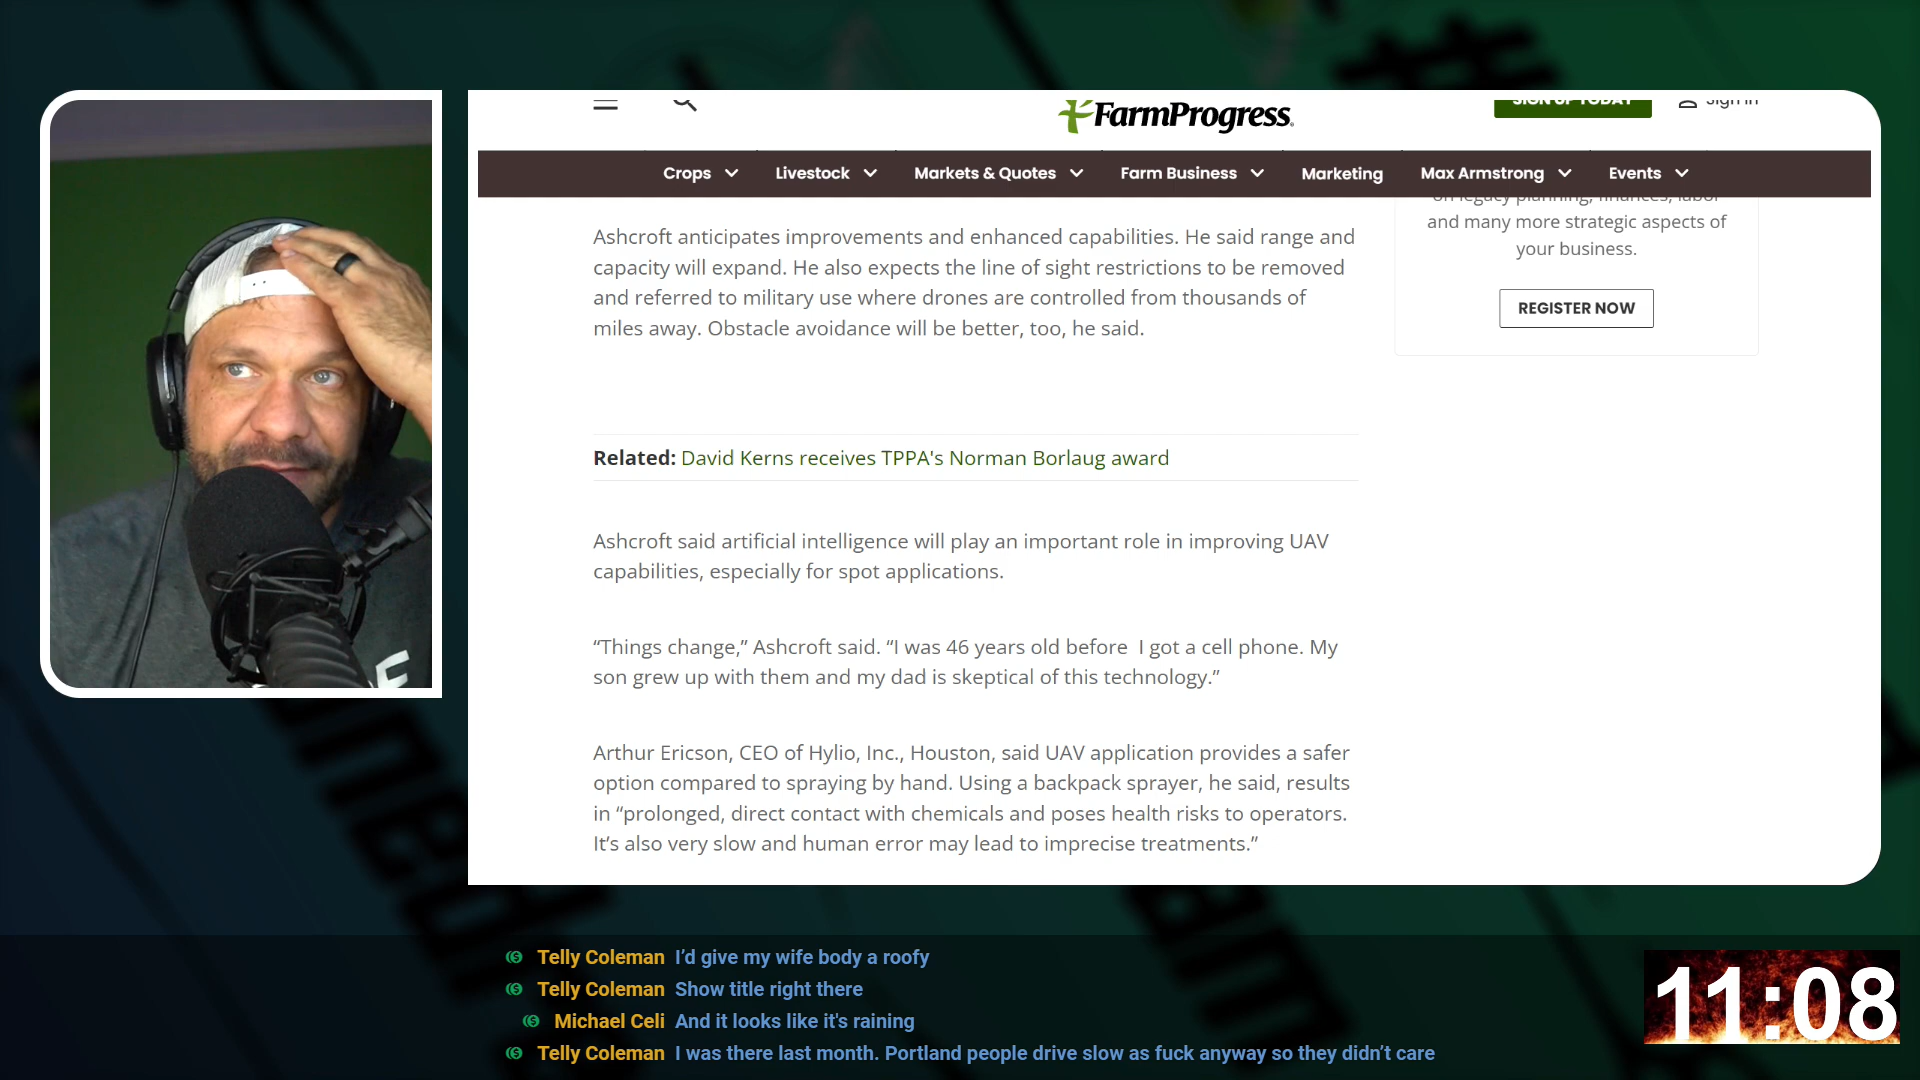 FarmProgress
SIGN UP TODAY
Sign In
Crops Livestock Markets & Quotes Farm Business Marketing Max Armstrong Events
on legacy planning, finances, labor
and many more strategic aspects of
your business.
REGISTER NOW
Ashcroft anticipates improvements and enhanced capabilities. He said range and
capacity will expand. He also expects the line of sight restrictions to be removed
and referred to military use where drones are controlled from thousands of
miles away. Obstacle avoidance will be better, too, he said.
Related: David Kerns receives TPPA's Norman Borlaug award
Ashcroft said artificial intelligence will play an important role in improving UAV
capabilities, especially for spot applications.
“Things change,” Ashcroft said. “I was 46 years old before I got a cell phone. My
son grew up with them and my dad is skeptical of this technology.”
Arthur Ericson, CEO of Hylio, Inc., Houston, said UAV application provides a safer
option compared to spraying by hand. Using a backpack sprayer, he said, results
in “prolonged, direct contact with chemicals and poses health risks to operators.
It’s also very slow and human error may lead to imprecise treatments.”
Telly Coleman I’d give my wife body a roofy
Telly Coleman Show title right there
Michael Celi And it looks like it's raining
Telly Coleman I was there last month. Portland people drive slow as fuck anyway so they didn’t care
11:08